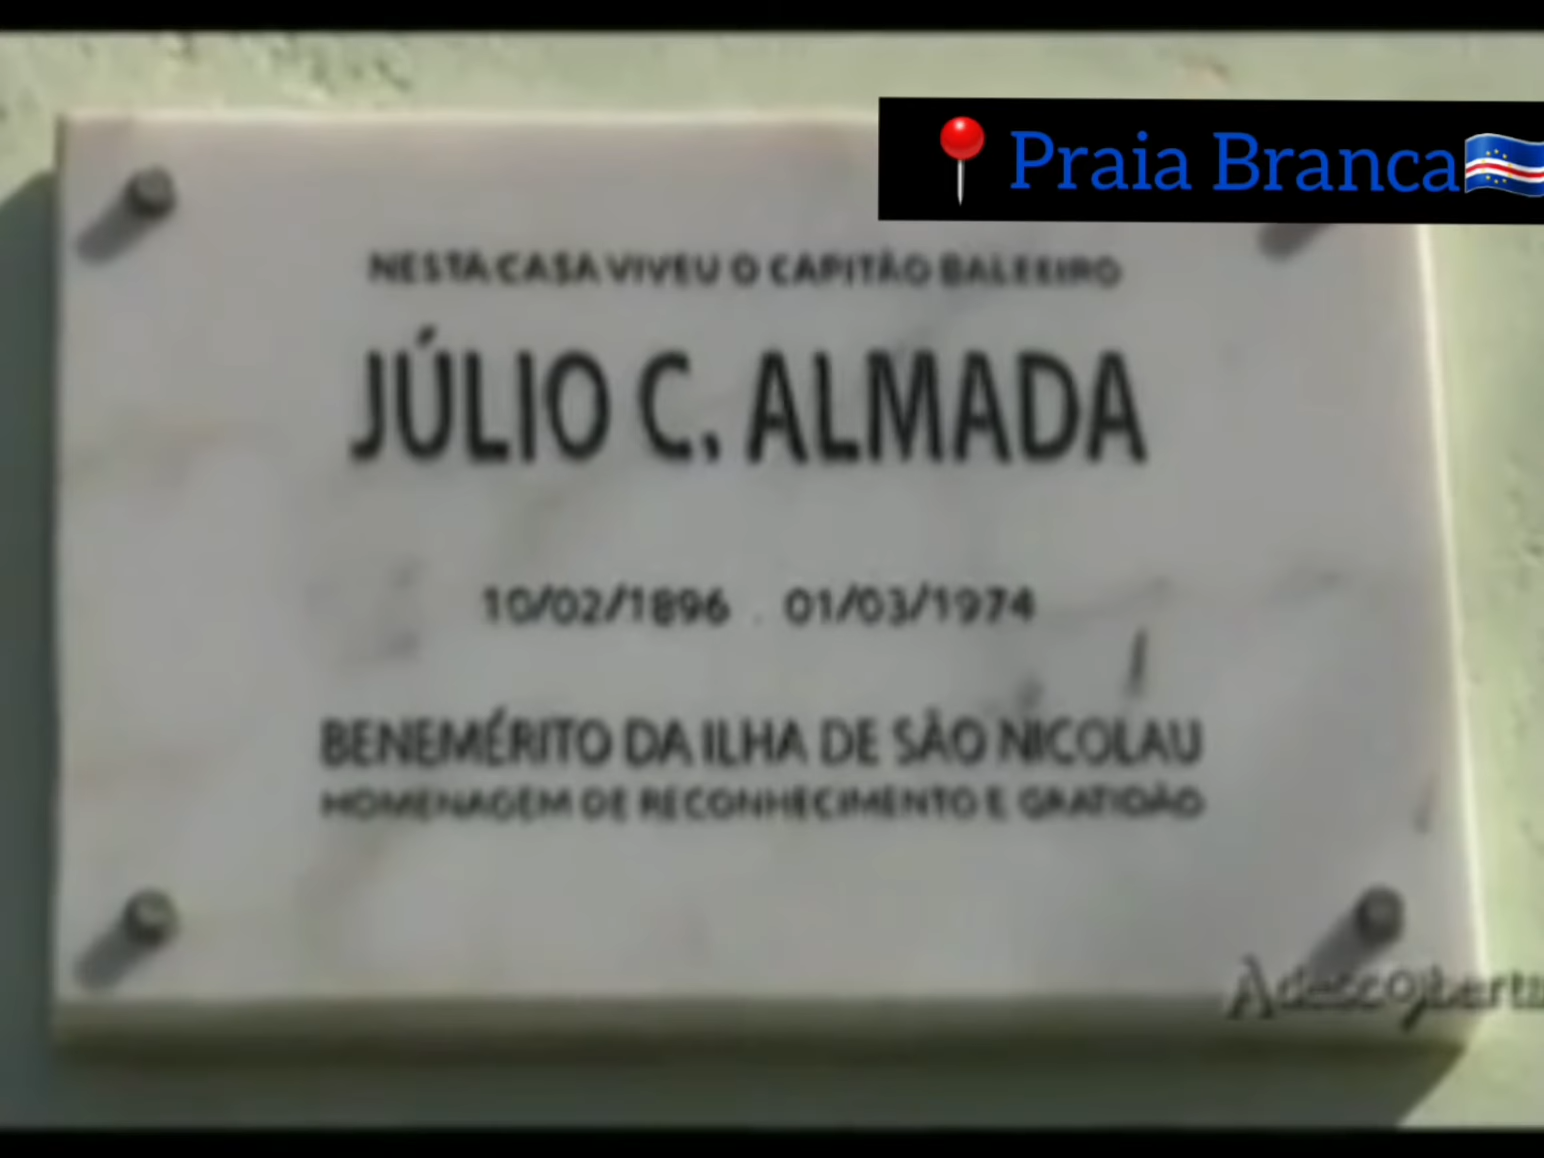 Praia Branca
NESTA CASA VIVEU O CAPITÃO BALEEIRO
JÚLIO C. ALMADA
10/02/1896 . 01/03/1974
BENEMÉRITO DA ILHA DE SÃO NICOLAU
HOMENAGEM DE RECONHECIMENTO E GRATIDÃO